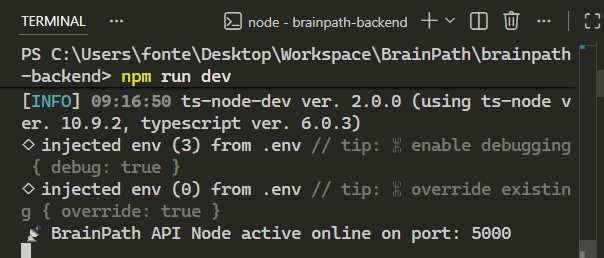 TERMINAL node - brainpath-backend
PS C:\Users\fonte\Desktop\Workspace\BrainPath\brainpath
-backend> npm run dev
[INFO] 09:16:50 ts-node-dev ver. 2.0.0 (using ts-node v
er. 10.9.2, typescript ver. 6.0.3)
◇ injected env (3) from .env // tip: ⌘ enable debugging
{ debug: true }
◇ injected env (0) from .env // tip: ⌘ override existin
g { override: true }
📡 BrainPath API Node active online on port: 5000